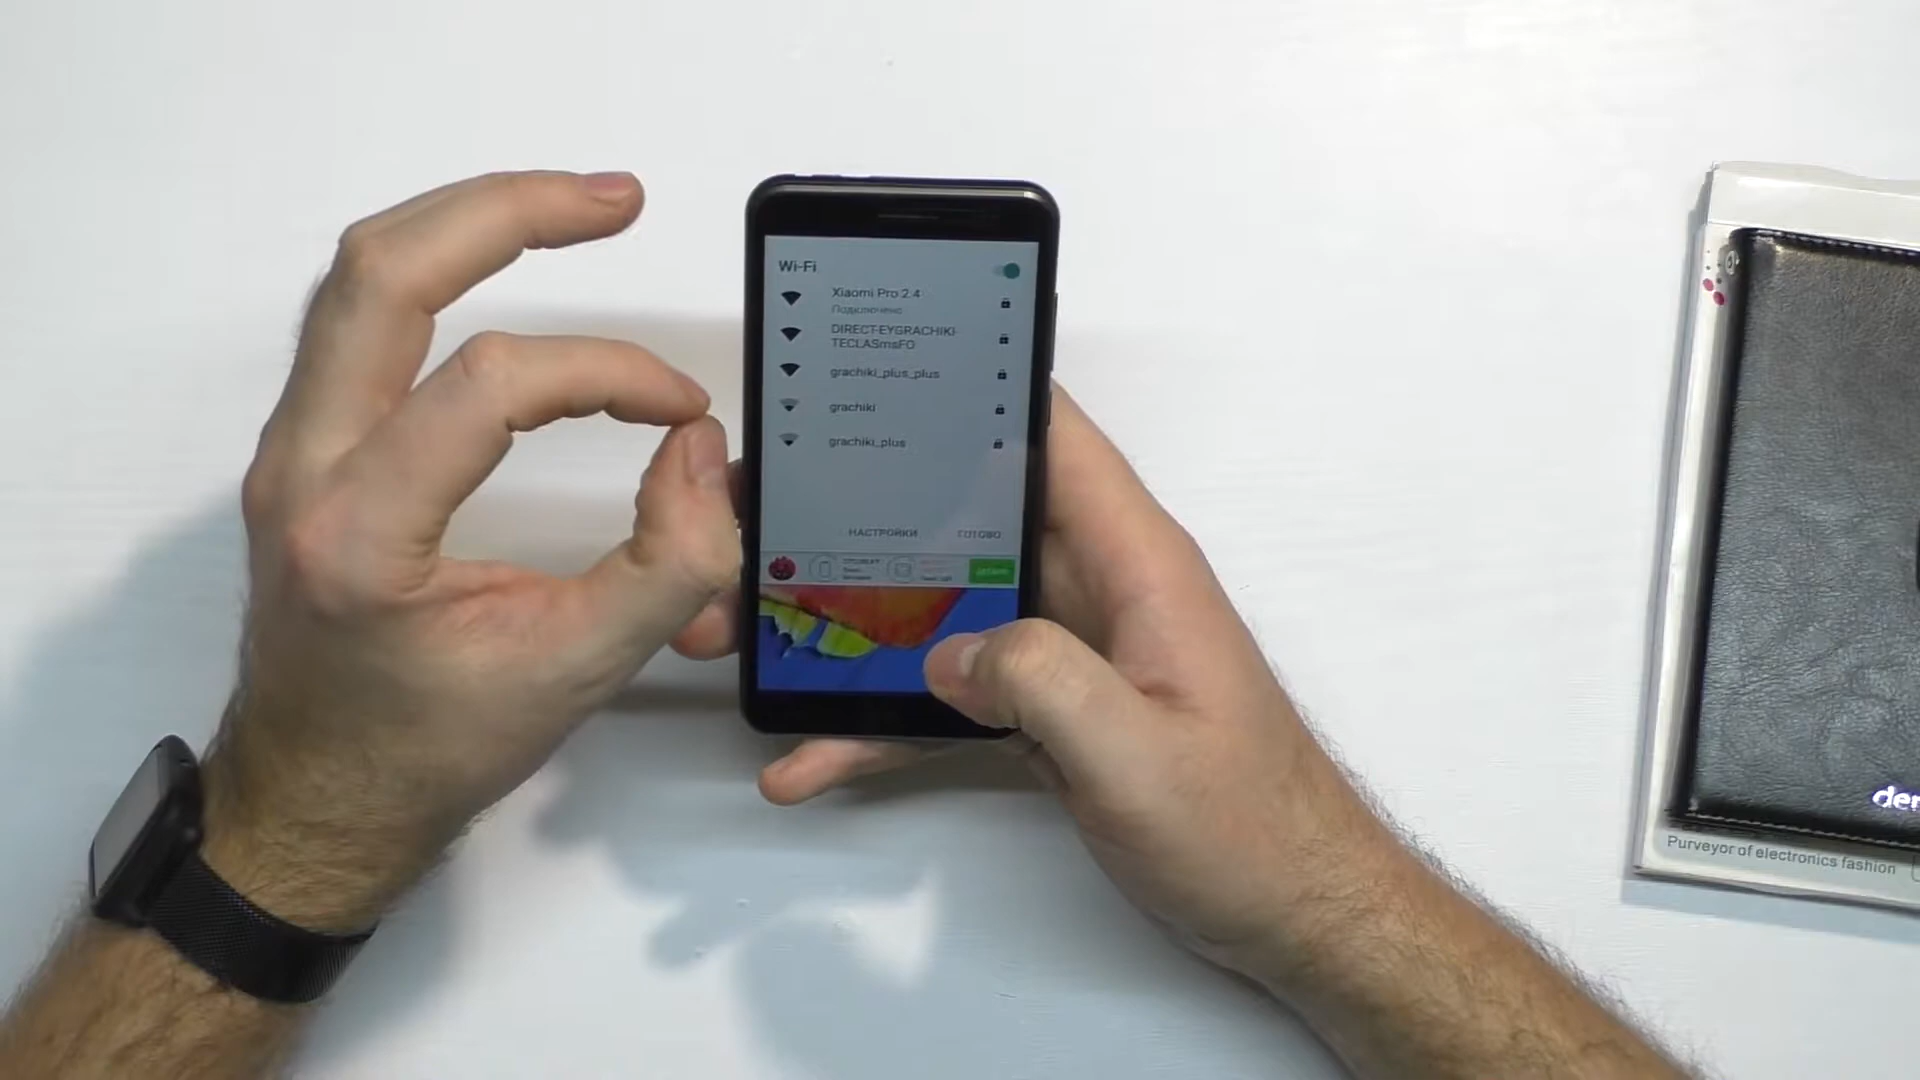 Wi-Fi
Xiaomi Pro 2.4
Подключено
DIRECT-EYGRACHIKI-
TECLASmsFO
grachiki_plus_plus
grachiki
grachiki_plus
НАСТРОЙКИ ГОТОВО
der
Purveyor of electronics fashion